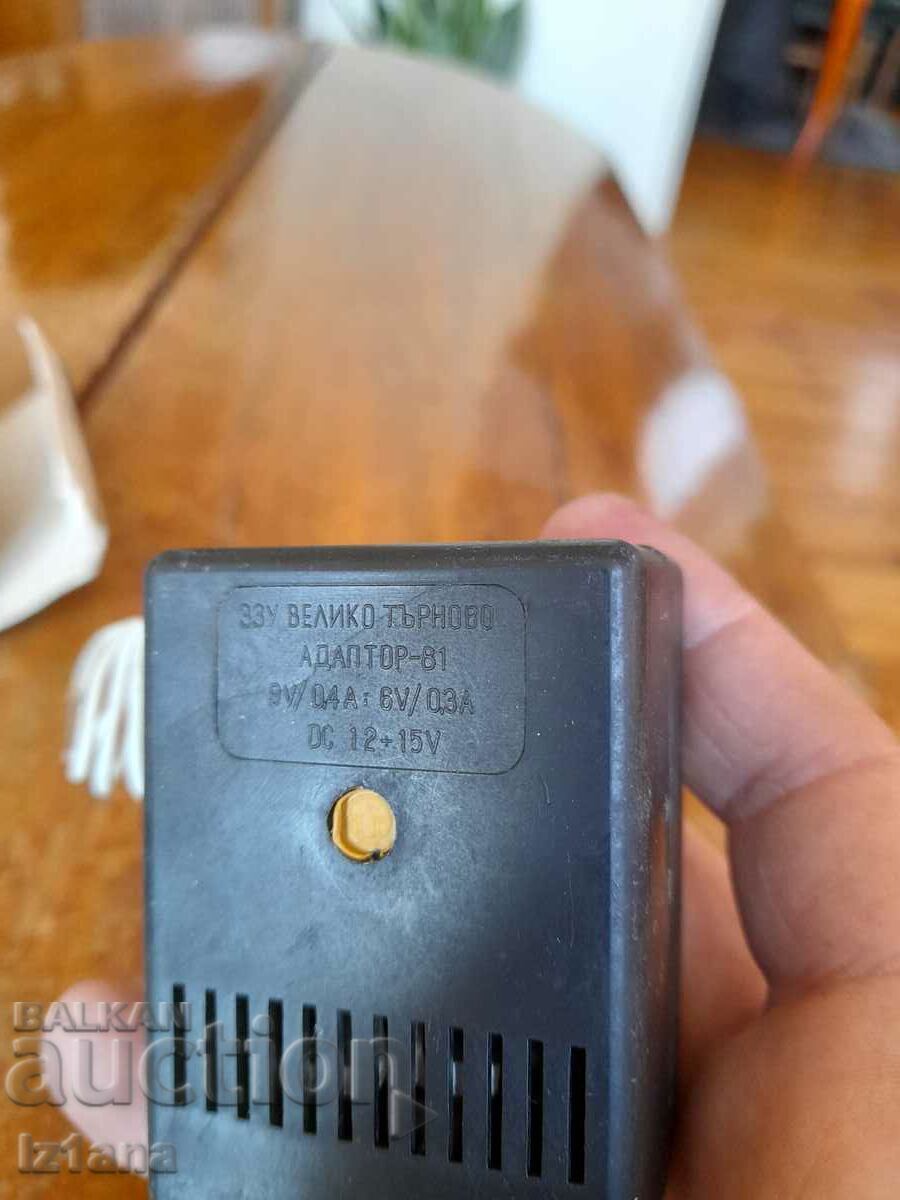 ЗЗУ ВЕЛИКО ТЪРНОВО
АДАПТОР-81
9V/0,4A; 6V/0,3A
DC 12÷15V
BALKAN
auction
Iz1ana